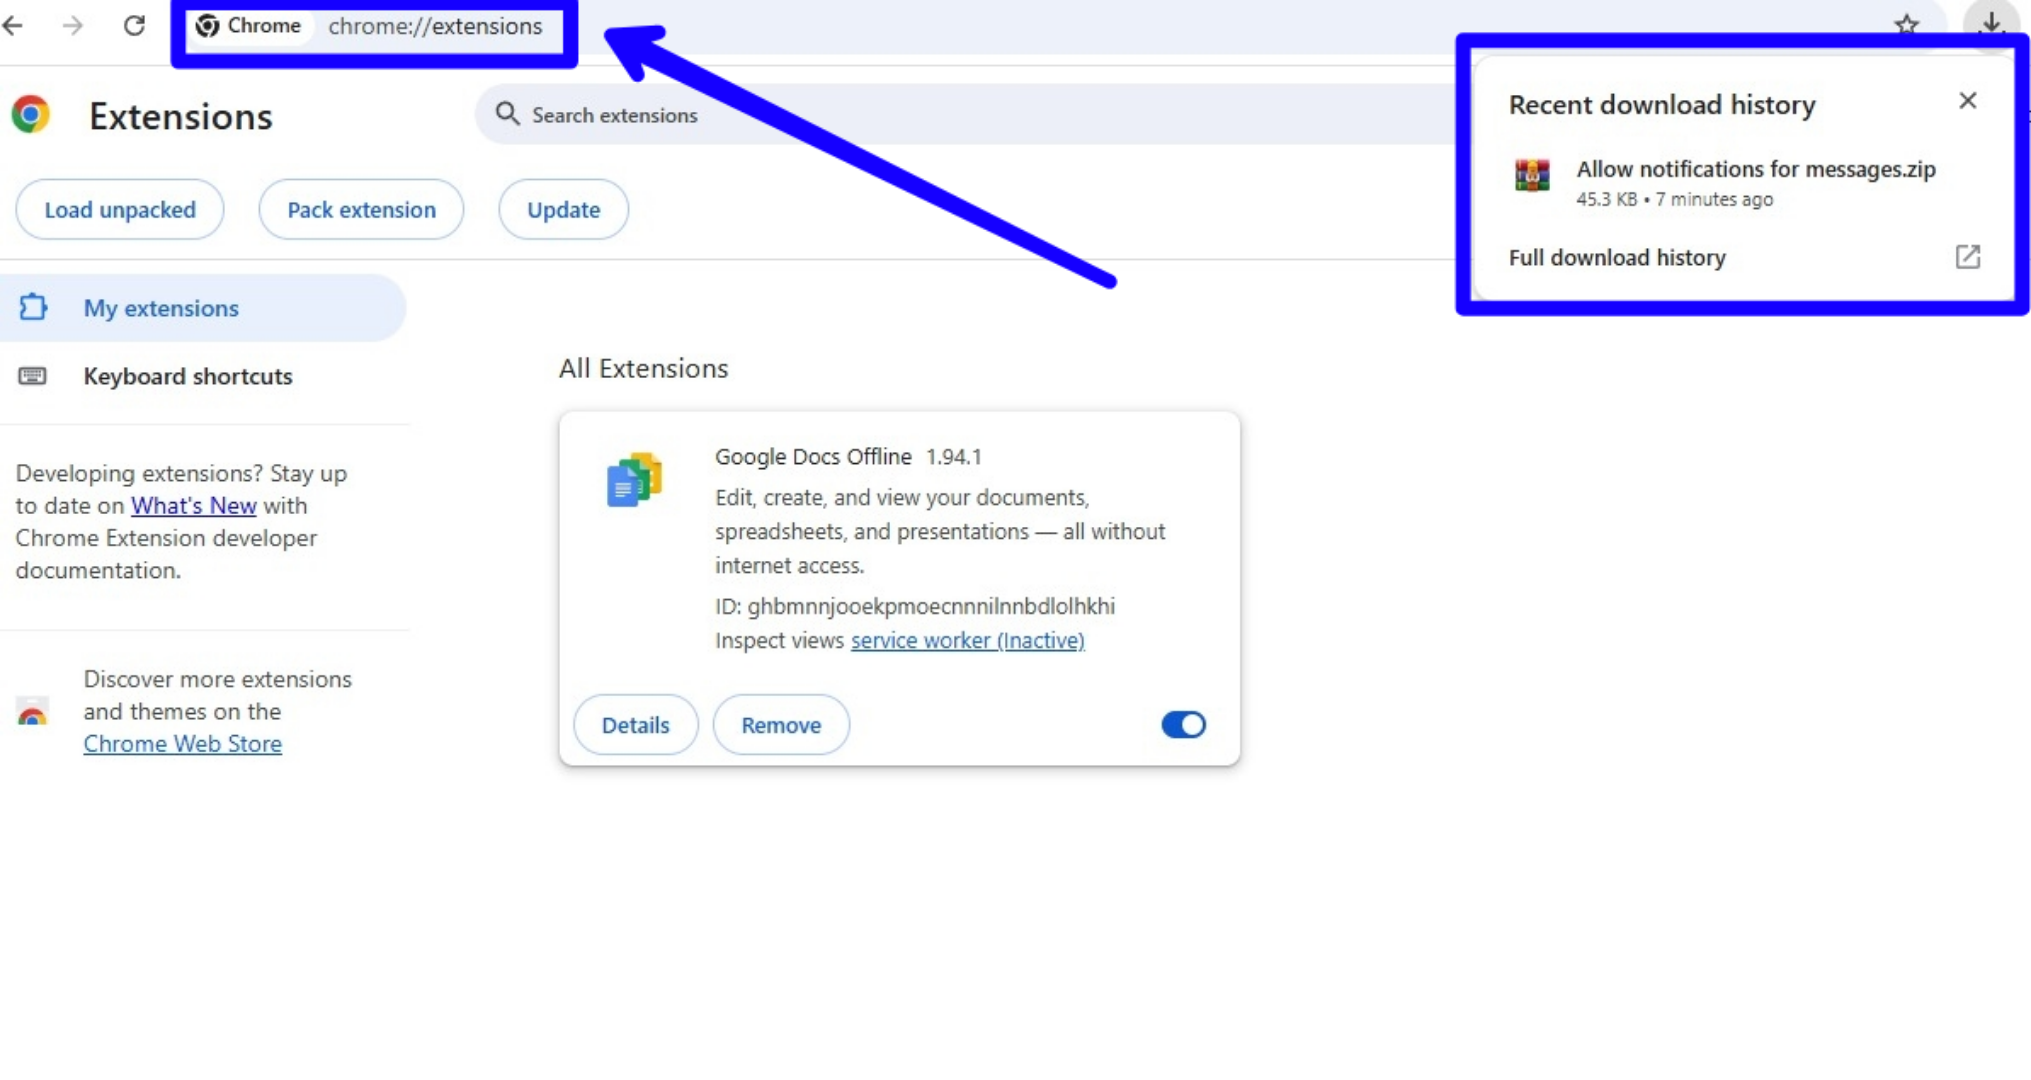 Chrome chrome://extensions
Extensions
Search extensions
Recent download history
Allow notifications for messages.zip
45.3 KB • 7 minutes ago
Full download history
Load unpacked
Pack extension
Update
My extensions
Keyboard shortcuts
Developing extensions? Stay up
to date on What's New with
Chrome Extension developer
documentation.
Discover more extensions
and themes on the
Chrome Web Store
All Extensions
Google Docs Offline 1.94.1
Edit, create, and view your documents,
spreadsheets, and presentations — all without
internet access.
ID: ghbmnnjooekpmoecnnnilnnbdlolhkhi
Inspect views service worker (Inactive)
Details
Remove